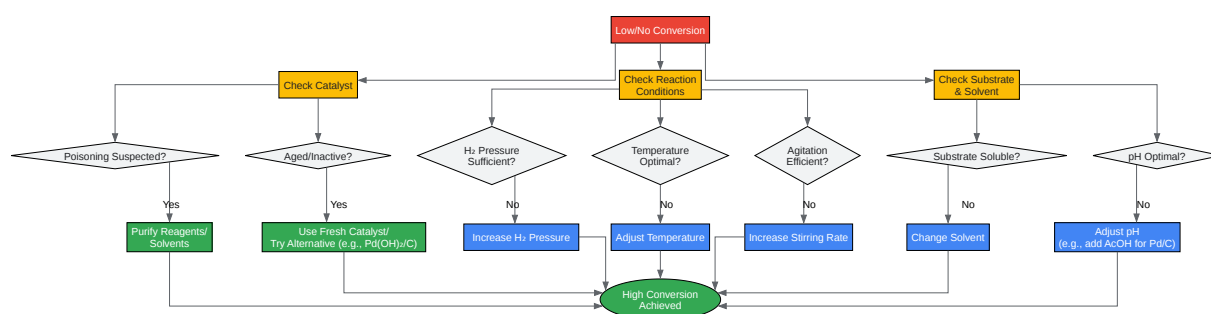 Low/No Conversion
Check Catalyst
Check Reaction
Conditions
Check Substrate
& Solvent
Poisoning Suspected?
Aged/Inactive?
H₂ Pressure
Sufficient?
Temperature
Optimal?
Agitation
Efficient?
Substrate Soluble?
pH Optimal?
Yes
Yes
No
No
No
No
No
Purify Reagents/
Solvents
Use Fresh Catalyst/
Try Alternative (e.g., Pd(OH)₂/C)
Increase H₂ Pressure
Adjust Temperature
Increase Stirring Rate
Change Solvent
Adjust pH
(e.g., add AcOH for Pd/C)
High Conversion
Achieved